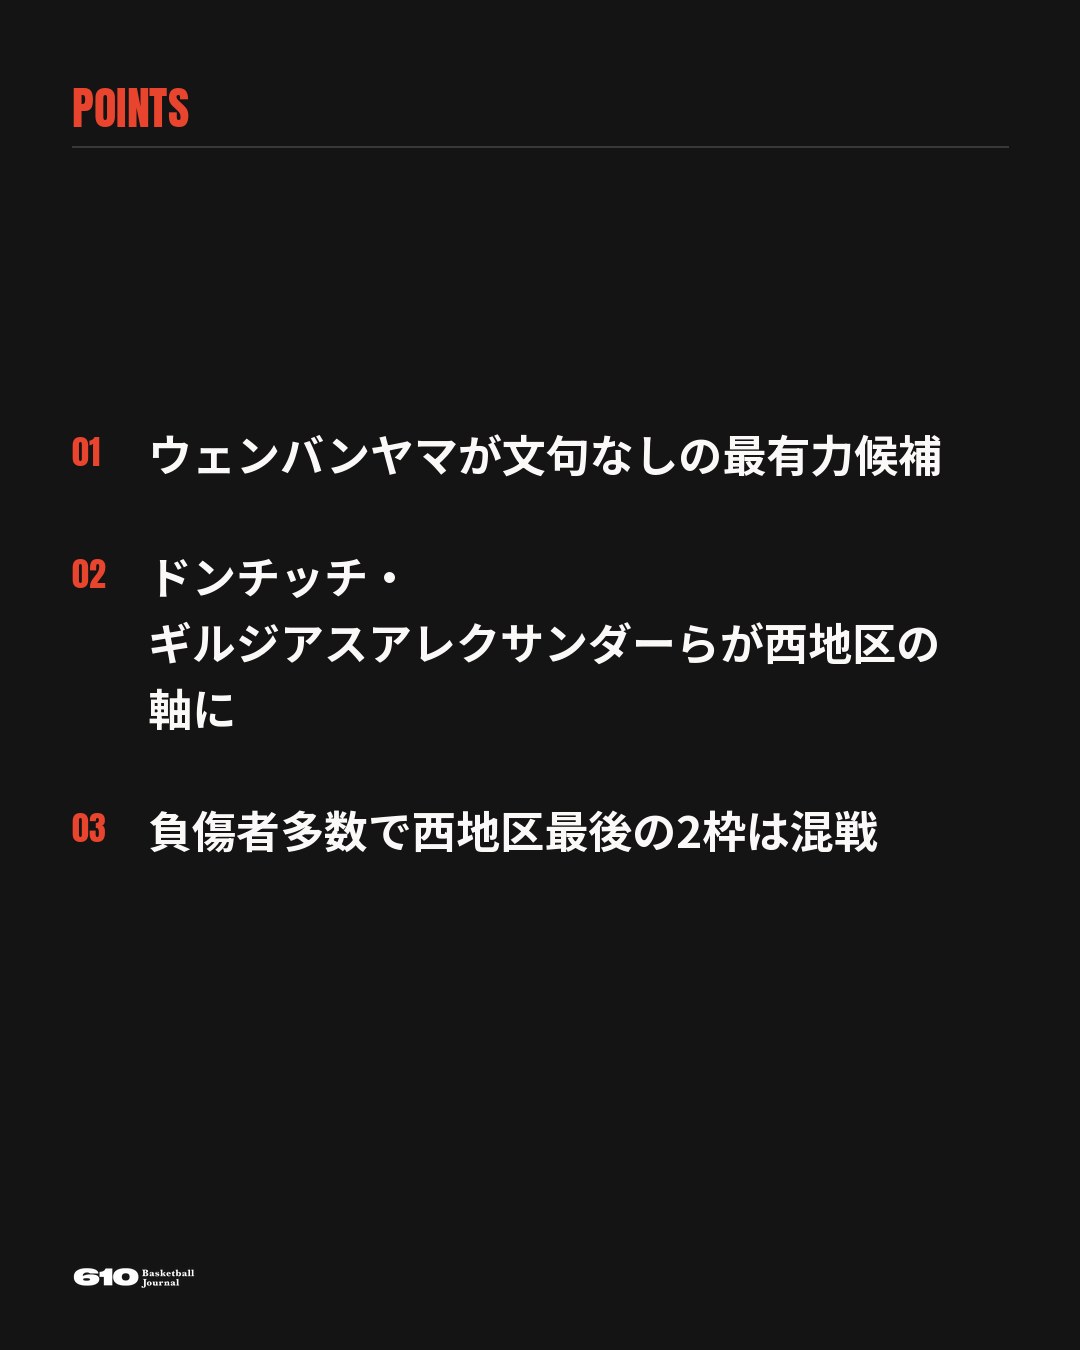 POINTS
01 ウェンバンヤマが文句なしの最有力候補
02 ドンチッチ・
ギルジアスアレクサンダーらが西地区の
軸に
03 負傷者多数で西地区最後の2枠は混戦
610 Basketball
Journal